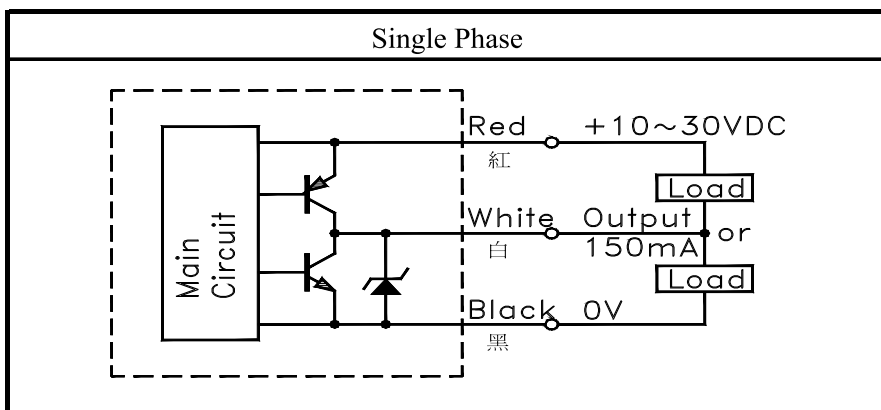 Single Phase
Red
+10～30VDC
紅
Load
Main Circuit
White
Output
or
白
150mA
Load
Black
0V
黑